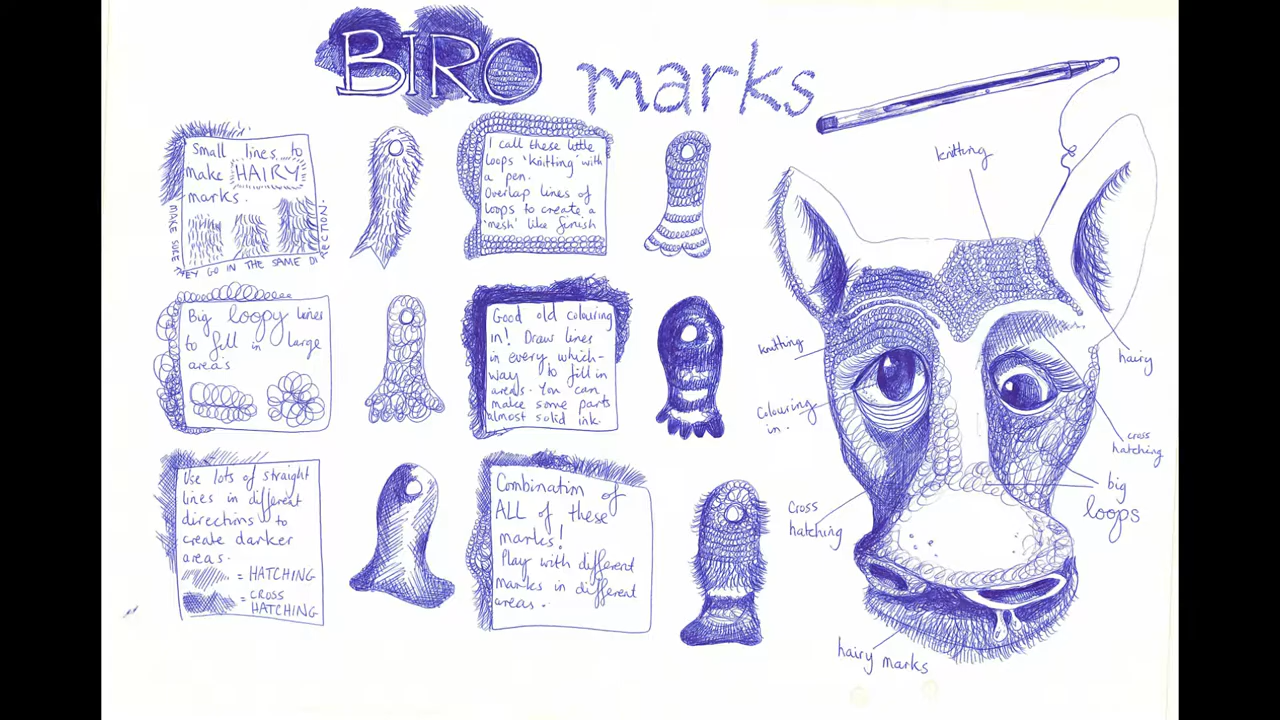 BIRO marks
Small lines to
make HAIRY
marks.
MAKE SURE THEY GO IN THE SAME DIRECTION.
I call these little
loops 'knitting' with
a pen.
Overlap lines of
loops to create a
'mesh' like finish
Big loopy lines
to fill in large
areas
Good old colouring
in! Draw lines
in every which-
way to fill in
areas. You can
make some parts
almost solid ink.
Use lots of straight
lines in different
directions to
create darker
areas.
= HATCHING
= CROSS
HATCHING
Combination of
ALL of these
marks!
Play with different
marks in different
areas.
knitting
knitting
hairy
Colouring
in.
cross
hatching
Cross
hatching
big
loops
hairy marks